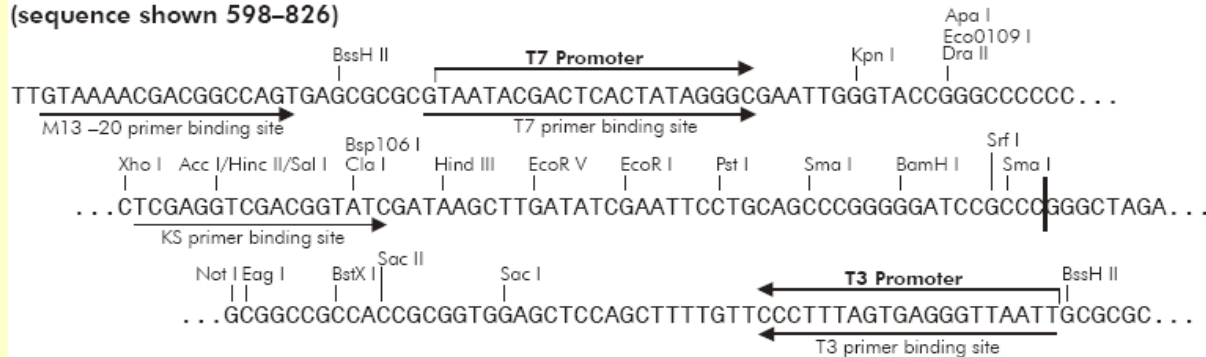 (sequence shown 598–826)
Apa I
Eco0109 I
BssH II T7 Promoter Kpn I Dra II
TTGTAAAACGACGGCCAGTGAGCGCGCGTAATACGACTCACTATAGGGCGAATTGGGTACCGGGCCCCCC...
M13 –20 primer binding site T7 primer binding site
Bsp106 I Srf I
Xho I Acc I/Hinc II/Sal I Cla I Hind III EcoR V EcoR I Pst I Sma I BamH I Sma I
...CTCGAGGTCGACGGTATCGATAAGCTTGATATCGAATTCCTGCAGCCCGGGGGATCCGCCCGGGCTAGA...
KS primer binding site
Sac II
Not I Eag I BstX I Sac I T3 Promoter BssH II
...GCGGCCGCCACCGCGGTGGAGCTCCAGCTTTTGTTCCCTTTAGTGAGGGTTAATTGCGCGC...
T3 primer binding site